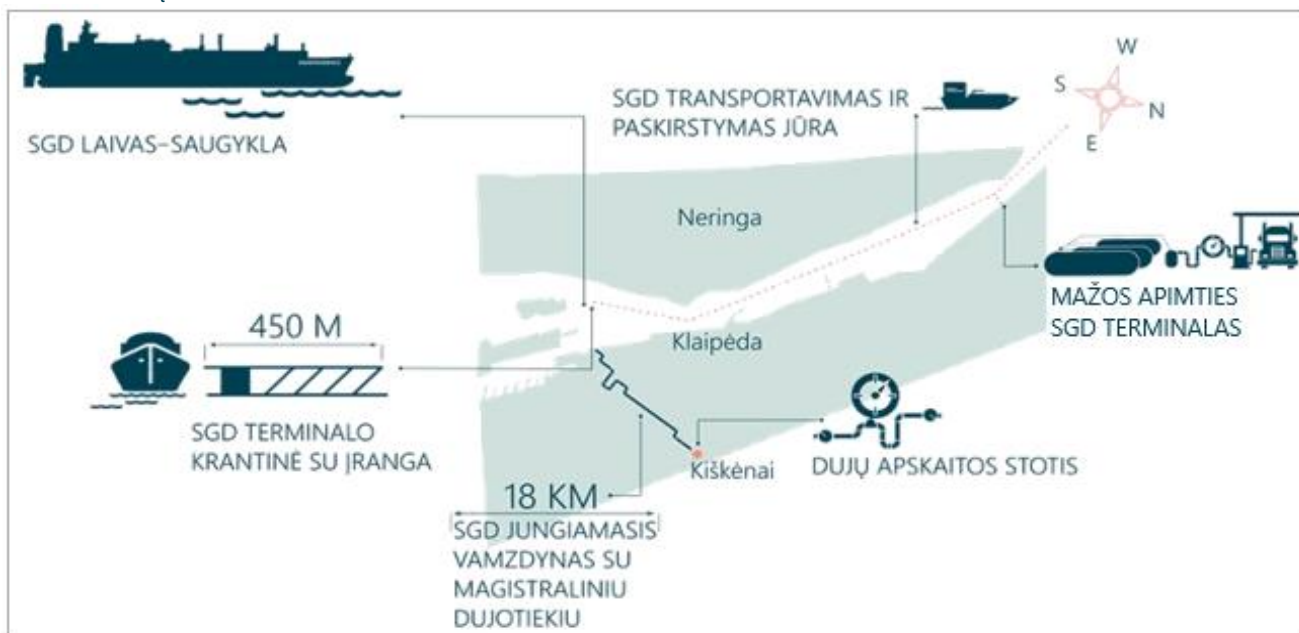 W
S
N
E
SGD TRANSPORTAVIMAS IR
PASKIRSTYMAS JŪRA
SGD LAIVAS-SAUGYKLA
Neringa
MAŽOS APIMTIES
SGD TERMINALAS
450 M
Klaipėda
SGD TERMINALO
KRANTINĖ SU ĮRANGA
Kiškėnai
DUJŲ APSKAITOS STOTIS
18 KM
SGD JUNGIAMASIS
VAMZDYNAS SU
MAGISTRALINIU
DUJOTIEKIU